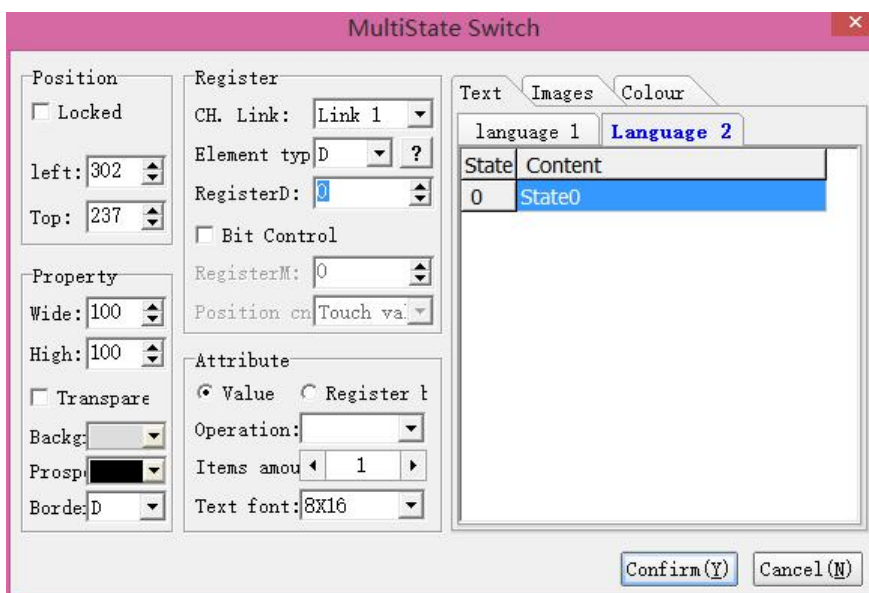 MultiState Switch
Position
Locked
left: 302
Top: 237
Property
Wide: 100
High: 100
Transpare
Backg:
Prosp
Borde: D
Register
CH. Link: Link 1
Element typ D ?
RegisterD: 0
Bit Control
RegisterM: 0
Position cn Touch va
Attribute
Value Register b
Operation:
Items amou 1
Text font: 8X16
Text Images Colour
language 1 Language 2
State Content
0 State0
Confirm(Y) Cancel(N)